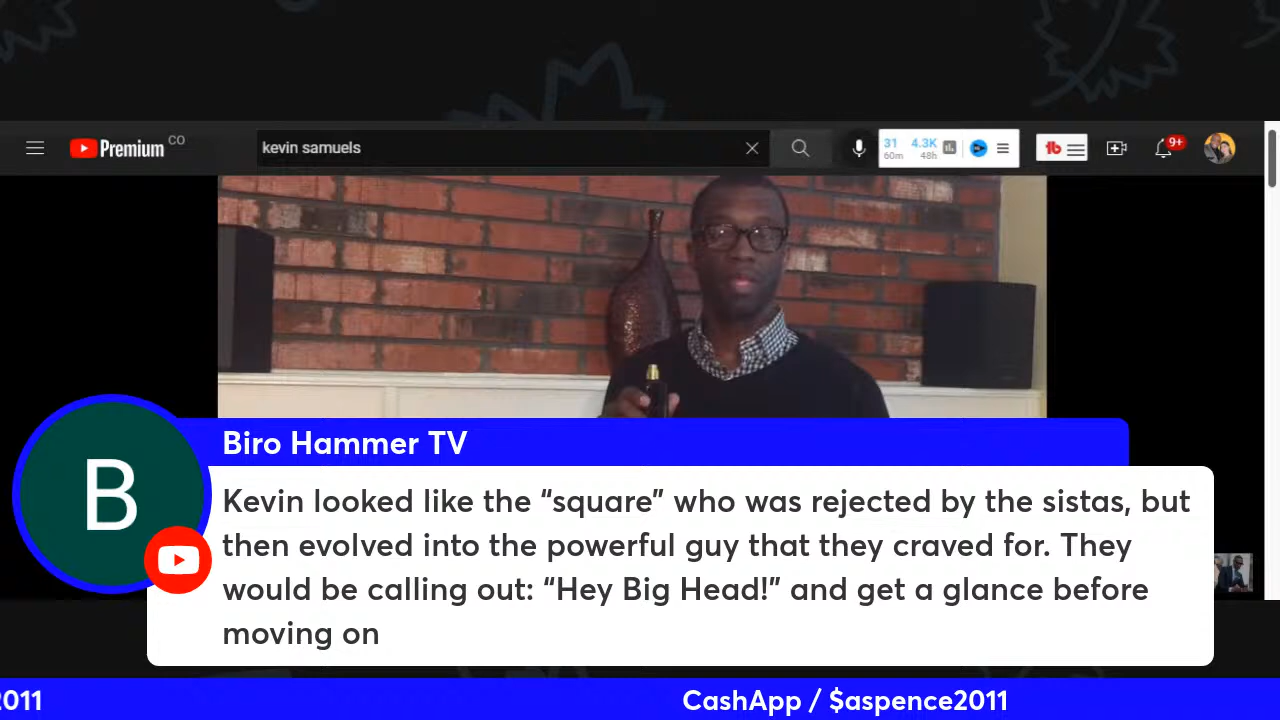 Premium CO
kevin samuels
31 4.3K
60m 48h
tb
9+
B
Biro Hammer TV
Kevin looked like the “square” who was rejected by the sistas, but
then evolved into the powerful guy that they craved for. They
would be calling out: “Hey Big Head!” and get a glance before
moving on
2011
CashApp / $aspence2011